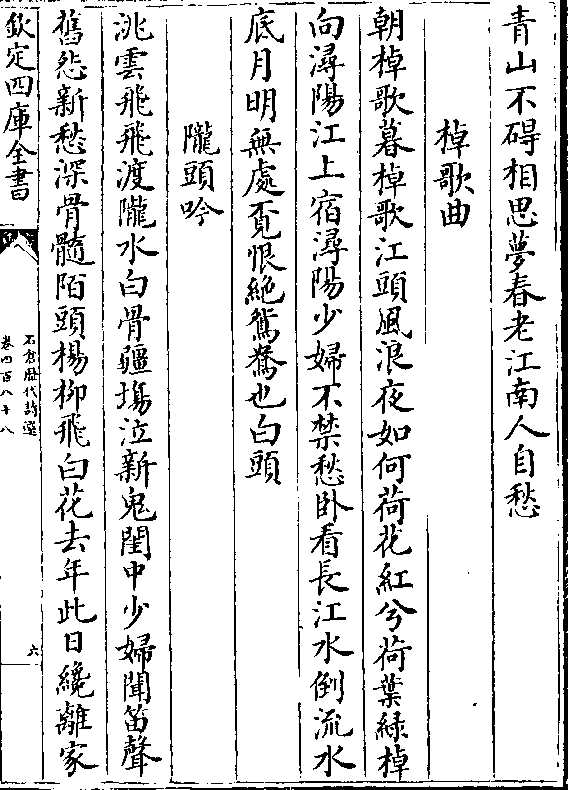 青山不碍相思夢春老江南人自愁
棹歌曲
朝棹歌暮棹歌江頭風浪夜如何荷花紅兮荷葉緑棹
向潯陽江上宿潯陽少婦不禁愁卧看長江水倒流水
底月明無處覓恨絶鴛鴦也白頭
隴頭吟
洮雲飛飛渡隴水白骨疆塲泣新鬼閨中少婦聞笛聲
舊愁新愁深骨髓陌頭楊柳飛白花去年此日纔離家
欽定四庫全書
石倉歴代詩選
卷四百八十八
六